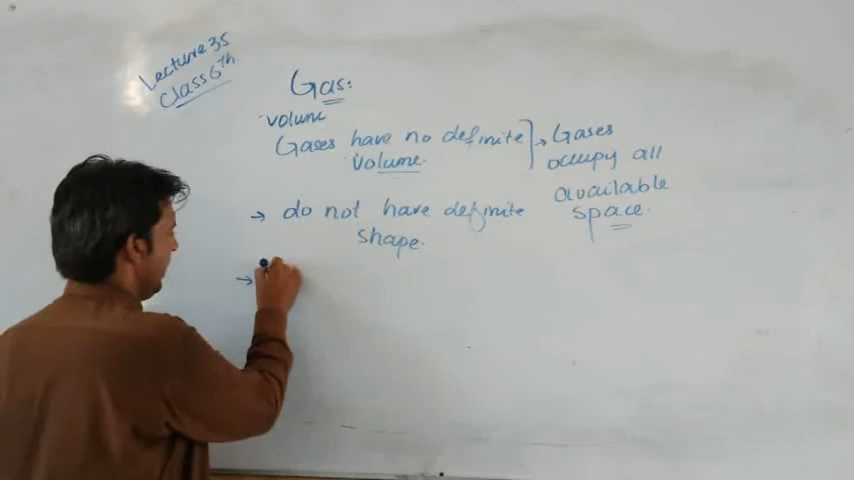 Lecture 35
Class 6th
Gas:
volume
Gases have no definite
volume.
→ Gases
occupy all
available
space.
→ do not have definite
shape.
→